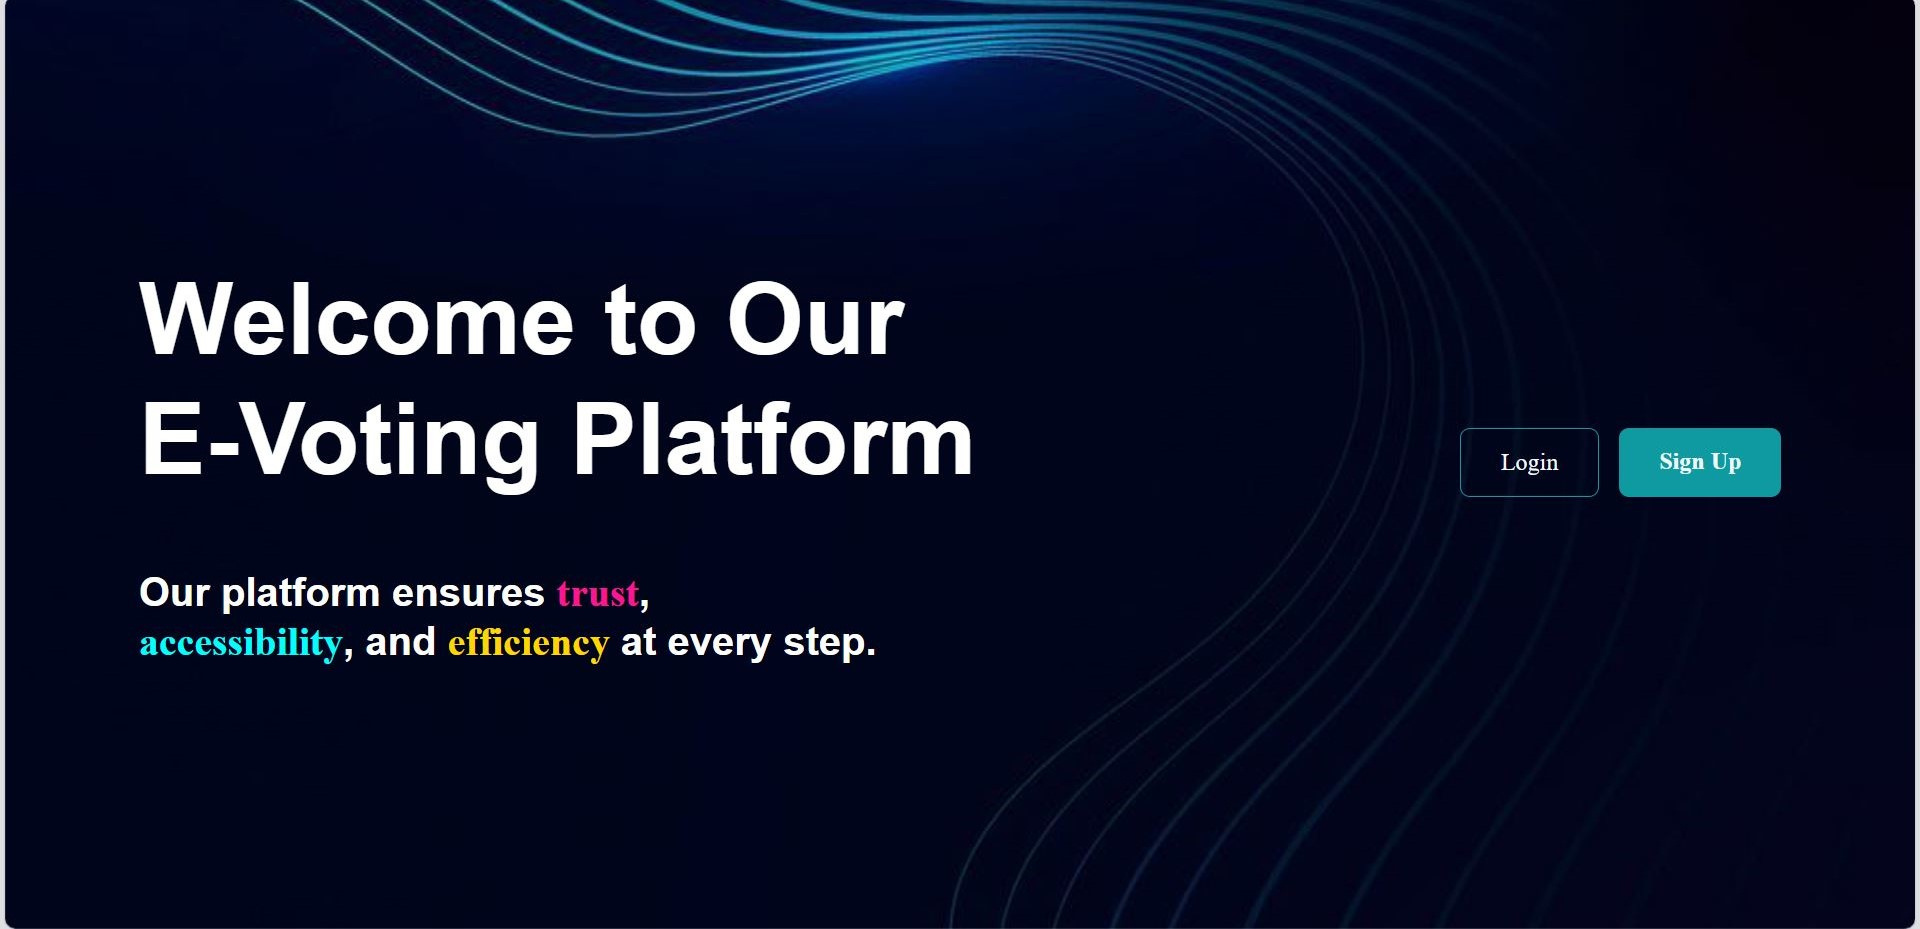 Welcome to Our
E-Voting Platform
Login
Sign Up
Our platform ensures trust,
accessibility, and efficiency at every step.